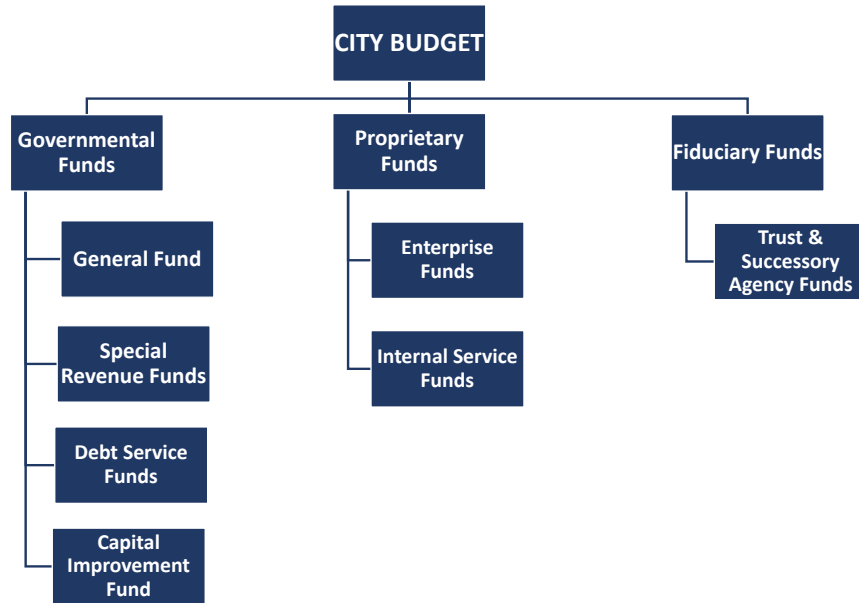 CITY BUDGET
Governmental
Funds
Proprietary
Funds
Fiduciary Funds
General Fund
Special
Revenue Funds
Debt Service
Funds
Capital
Improvement
Fund
Enterprise
Funds
Internal Service
Funds
Trust &
Successory
Agency Funds